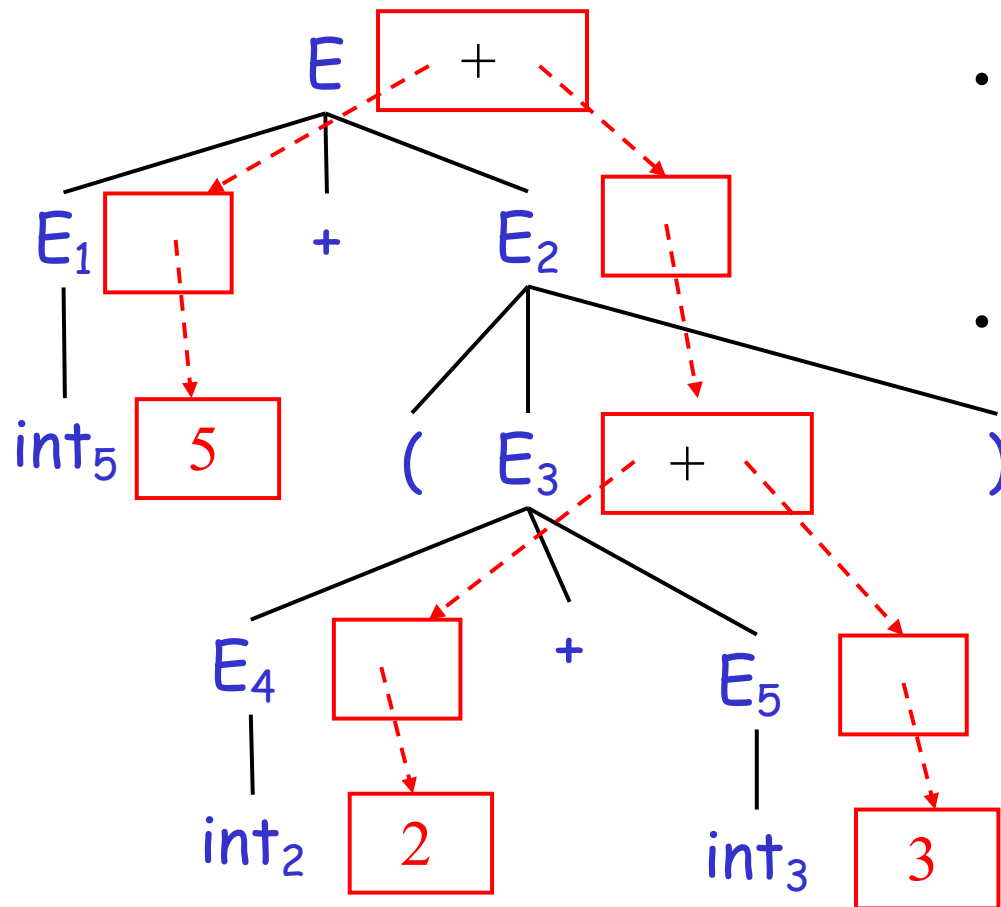 E +
•
E₁ + E₂
•
int₅ 5 ( E₃ + )
E₄ + E₅
int₂ 2 int₃ 3